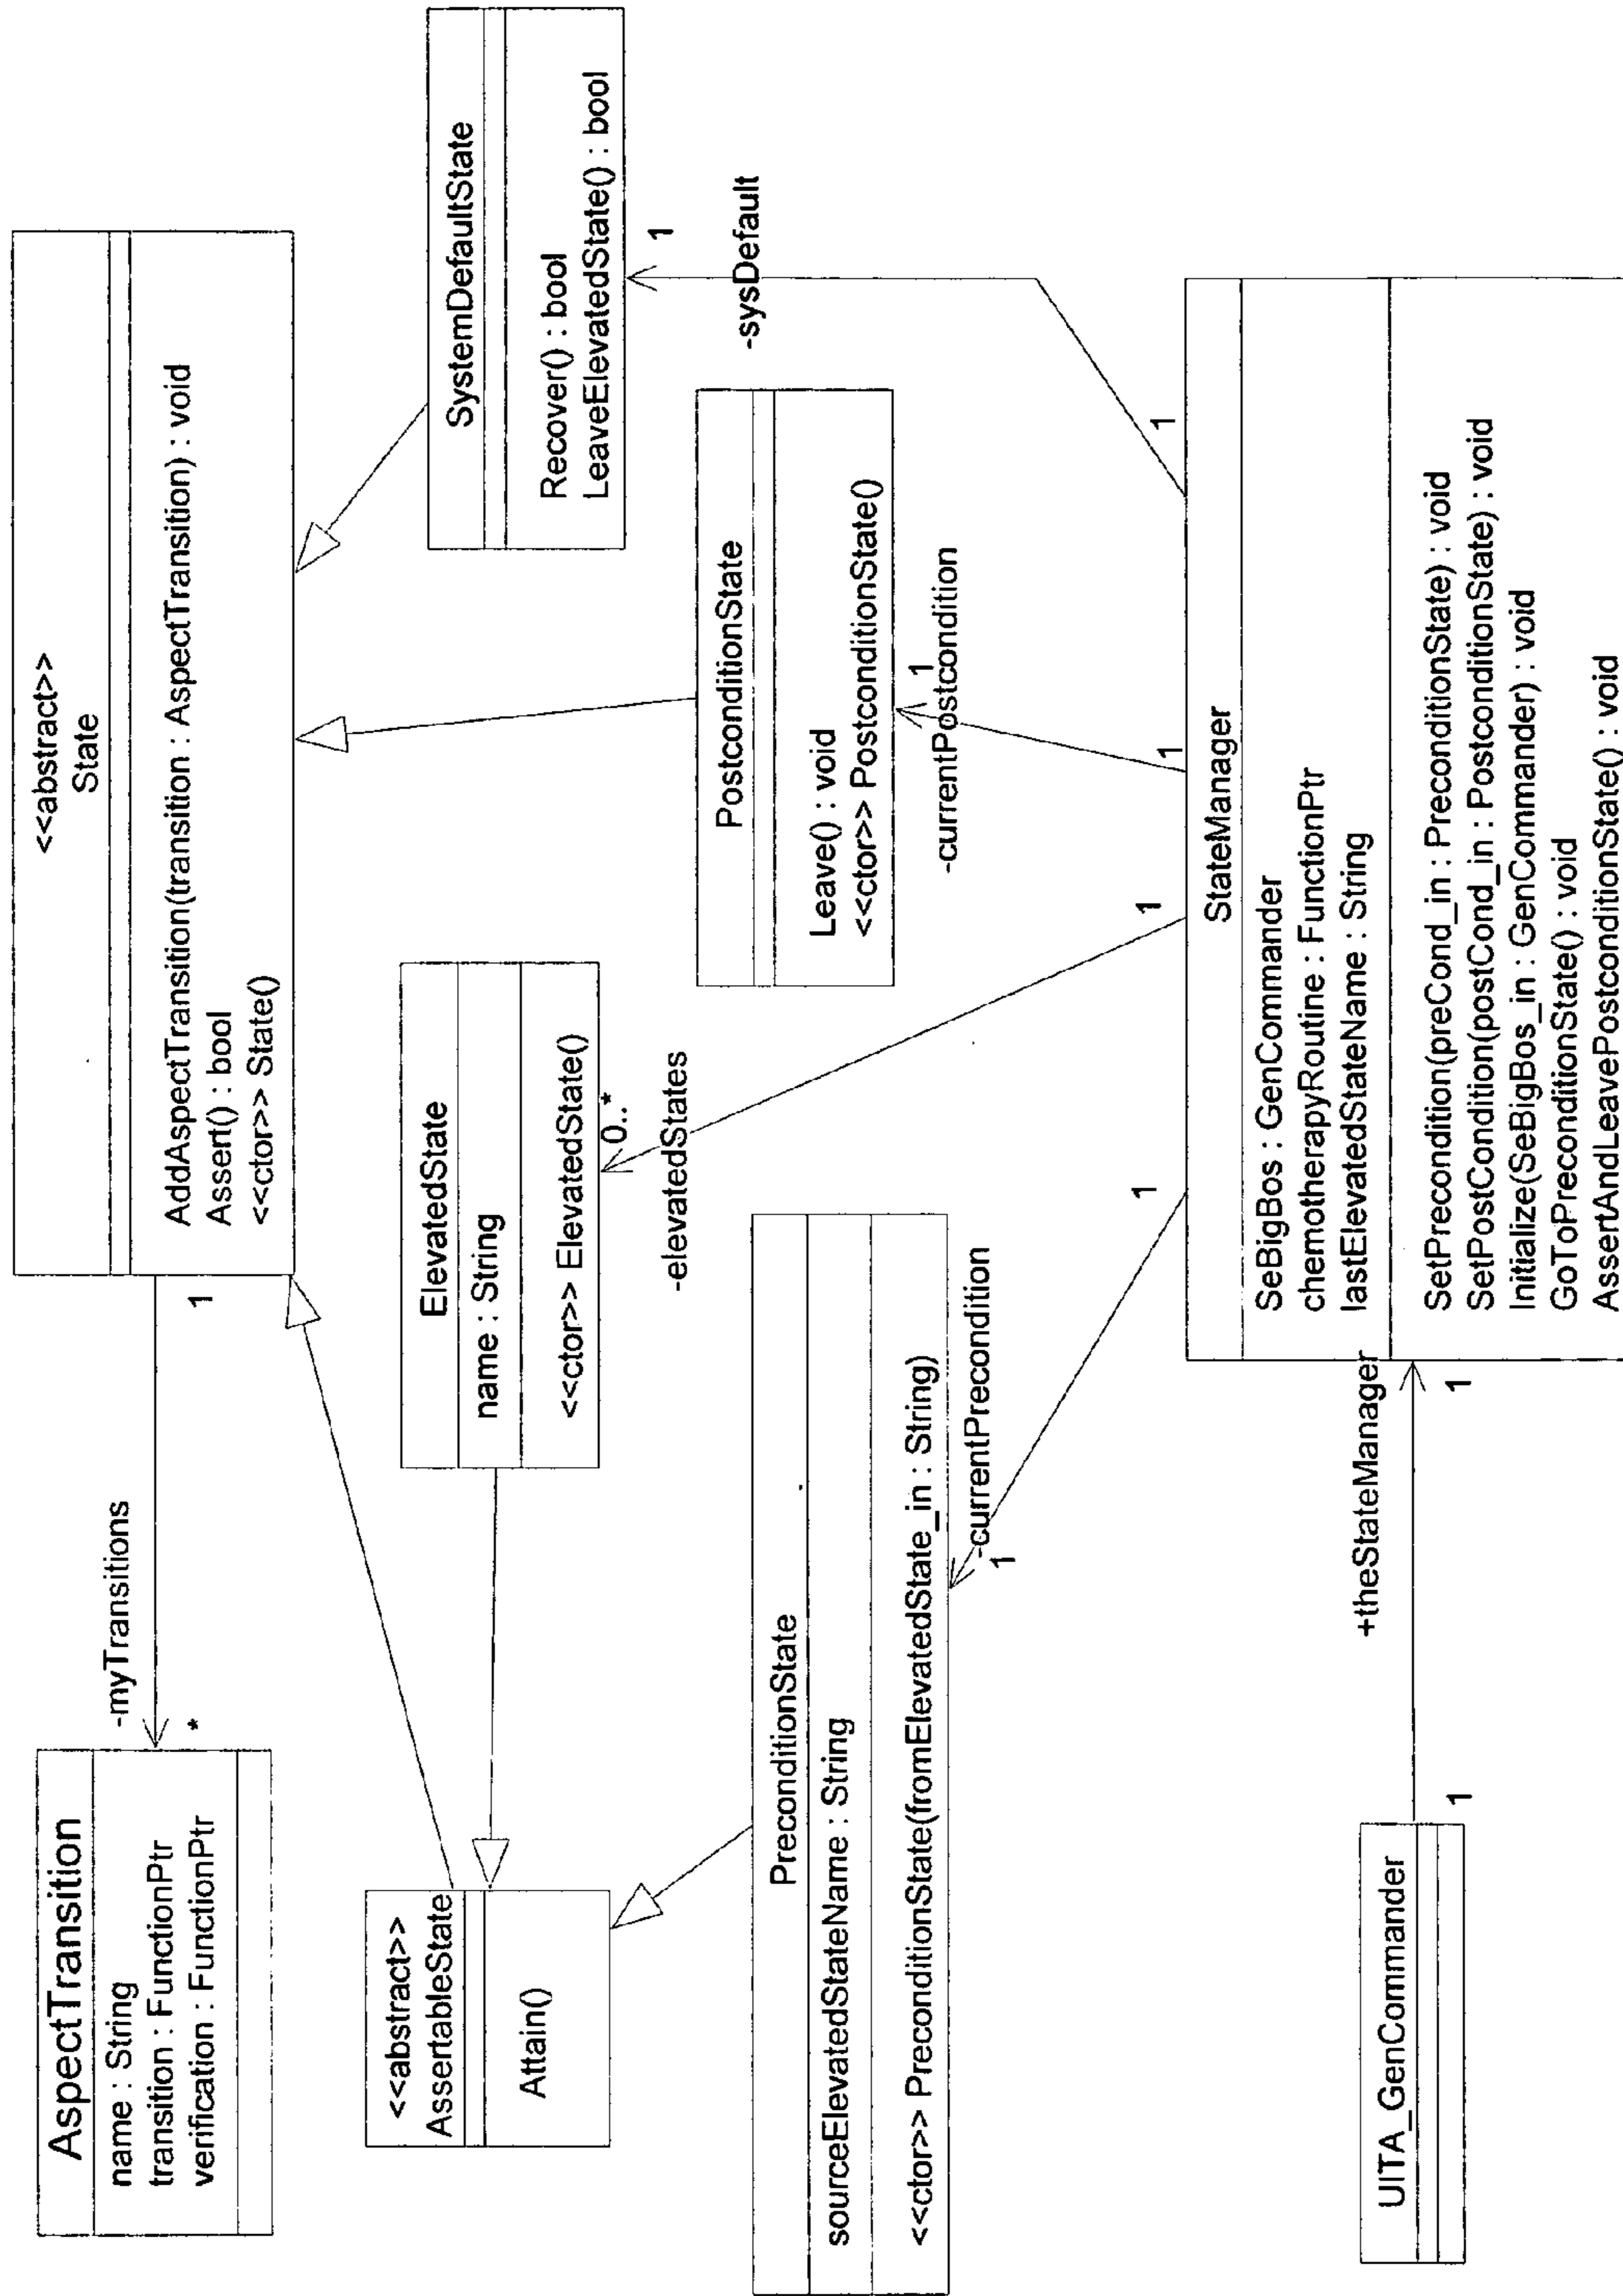 AspectTransition
name : String
transition : FunctionPtr
verification : FunctionPtr
-myTransitions
*
1
<<abstract>>
State
AddAspectTransition(transition : AspectTransition) : void
Assert() : bool
<<ctor>> State()
<<abstract>>
AssertableState
Attain()
ElevatedState
name : String
<<ctor>> ElevatedState()
0..*
-elevatedStates
SystemDefaultState
Recover() : bool
LeaveElevatedState() : bool
1
-sysDefault
PreconditionState
sourceElevatedStateName : String
<<ctor>> PreconditionState(fromElevatedState_in : String)
-currentPrecondition
1
PostconditionState
Leave() : void
<<ctor>> PostconditionState()
1
-currentPostcondition
1
1
1
1
UITA_GenCommander
1
+theStateManager
1
StateManager
SeBigBos : GenCommander
chemotherapyRoutine : FunctionPtr
lastElevatedStateName : String
SetPrecondition(preCond_in : PreconditionState) : void
SetPostCondition(postCond_in : PostconditionState) : void
Initialize(SeBigBos_in : GenCommander) : void
GoToPreconditionState() : void
AssertAndLeavePostconditionState() : void